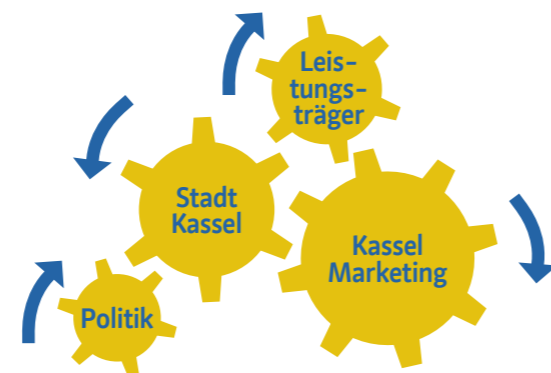 Leis-
tungs-
träger
Stadt
Kassel
Kassel
Marketing
Politik